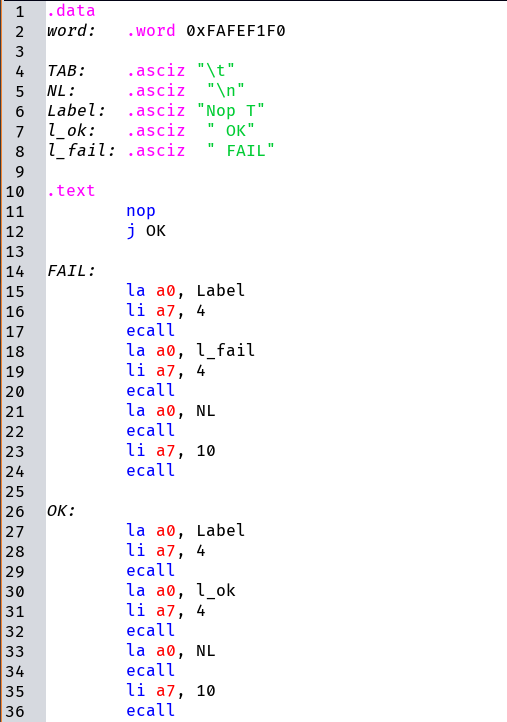 1 .data
2 word:   .word 0xFAFEF1F0
3
4 TAB:    .asciz "\t"
5 NL:     .asciz  "\n"
6 Label:  .asciz "Nop T"
7 l_ok:   .asciz  " OK"
8 l_fail: .asciz  " FAIL"
9
10 .text
11         nop
12         j OK
13
14 FAIL:
15         la a0, Label
16         li a7, 4
17         ecall
18         la a0, l_fail
19         li a7, 4
20         ecall
21         la a0, NL
22         ecall
23         li a7, 10
24         ecall
25
26 OK:
27         la a0, Label
28         li a7, 4
29         ecall
30         la a0, l_ok
31         li a7, 4
32         ecall
33         la a0, NL
34         ecall
35         li a7, 10
36         ecall